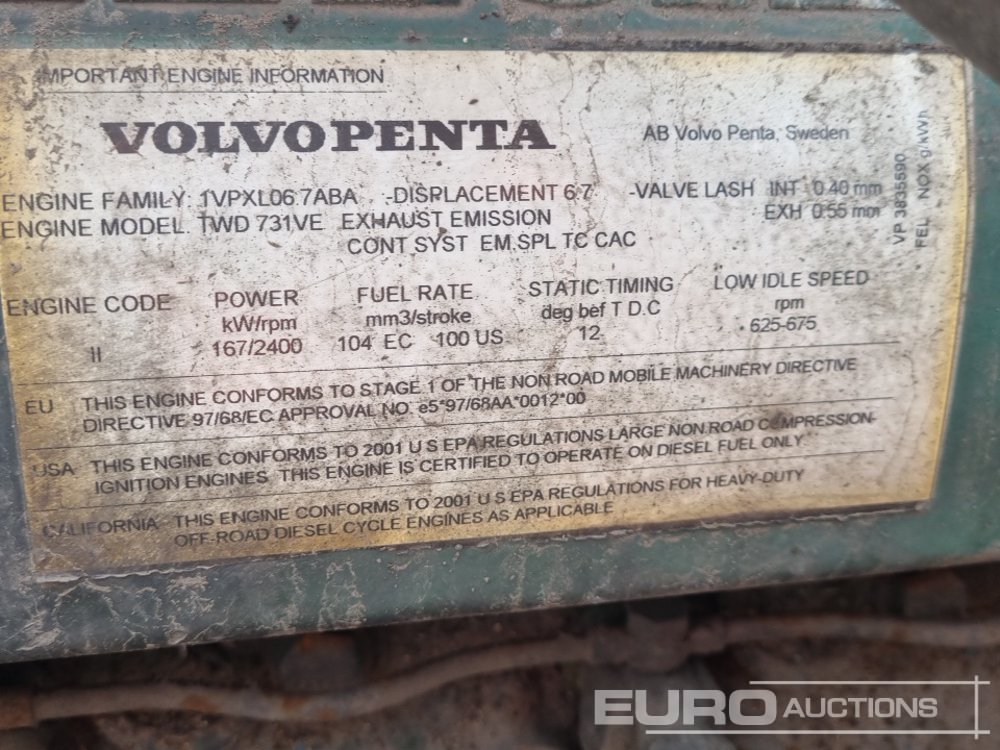 IMPORTANT ENGINE INFORMATION
VOLVO PENTA
AB Volvo Penta, Sweden
ENGINE FAMILY: 1VPXL06.7ABA -DISPLACEMENT 6.7 -VALVE LASH INT 0.40 mm
ENGINE MODEL. TWD 731VE EXHAUST EMISSION EXH 0.55 mm
CONT SYST EM.SPL TC CAC
VP 3835590
FEL NOX g/kWh
ENGINE CODE POWER FUEL RATE STATIC TIMING LOW IDLE SPEED
kW/rpm mm3/stroke deg bef T D C rpm
II 167/2400 104 EC 100 US 12 625-675
EU THIS ENGINE CONFORMS TO STAGE 1 OF THE NON ROAD MOBILE MACHINERY DIRECTIVE
DIRECTIVE 97/68/EC APPROVAL NO. e5*97/68AA*0012*00
USA THIS ENGINE CONFORMS TO 2001 U S EPA REGULATIONS LARGE NON ROAD COMPRESSION-
IGNITION ENGINES. THIS ENGINE IS CERTIFIED TO OPERATE ON DIESEL FUEL ONLY
CALIFORNIA THIS ENGINE CONFORMS TO 2001 U S EPA REGULATIONS FOR HEAVY-DUTY
OFF-ROAD DIESEL CYCLE ENGINES AS APPLICABLE
EURO AUCTIONS